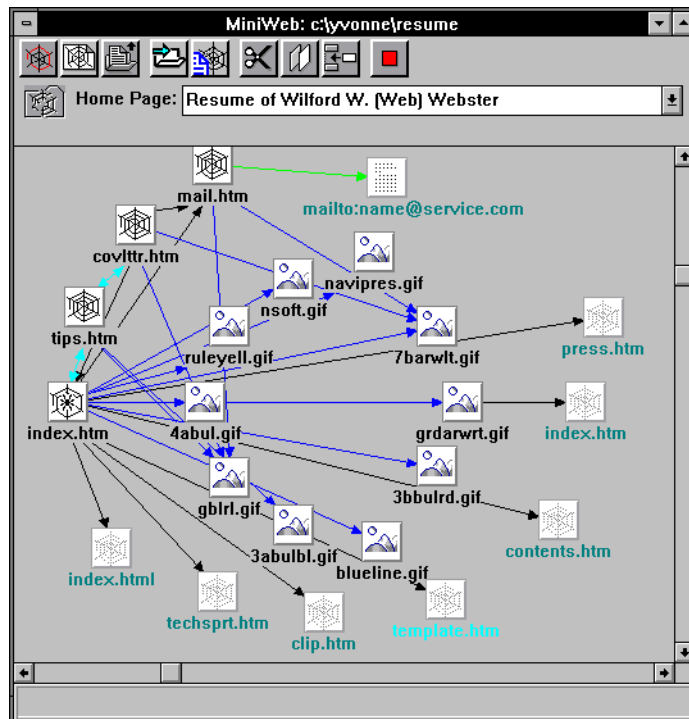 MiniWeb: c:\yvonne\resume
Home Page: Resume of Wilford W. (Web) Webster
mail.htm
mailto:name@service.com
covlttr.htm
navipres.gif
nsoft.gif
tips.htm
ruleyell.gif
7barwlt.gif
press.htm
index.htm
4abul.gif
grdarwrt.gif
index.htm
3bbulrd.gif
gblrl.gif
contents.htm
3abulbl.gif
blueline.gif
index.html
techsprt.htm
clip.htm
template.htm